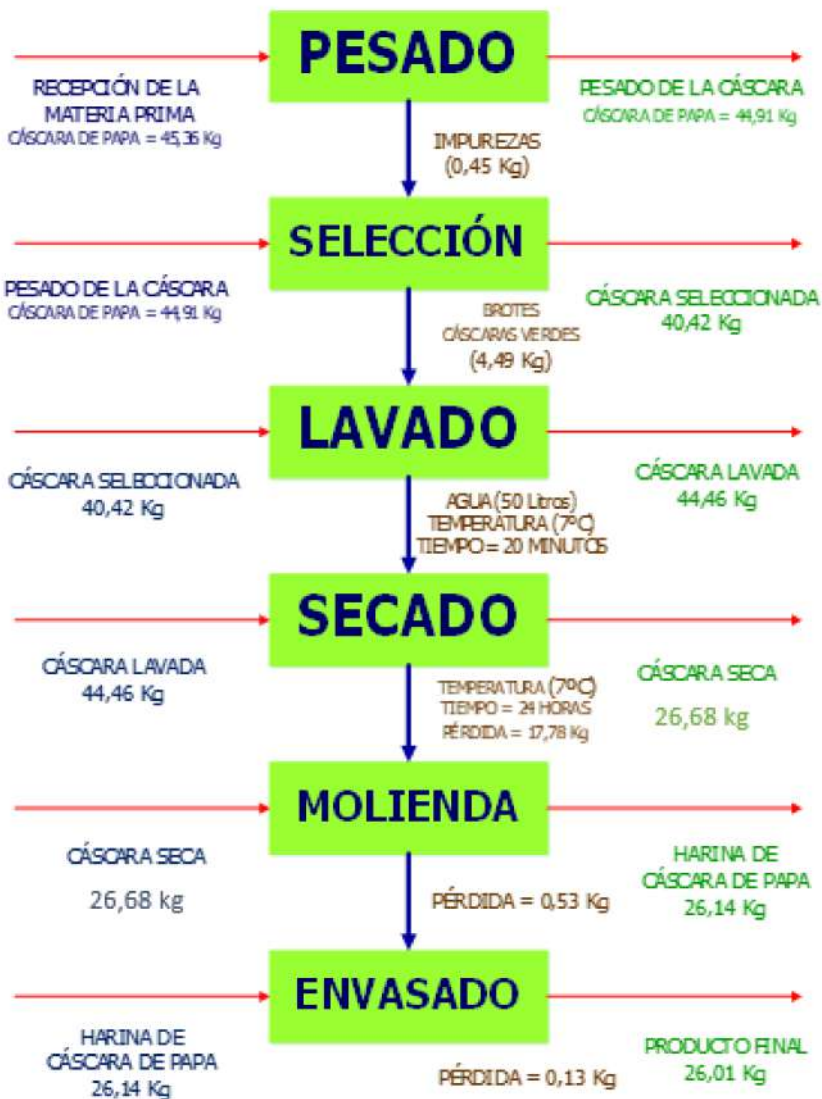 PESADO
RECEPCIÓN DE LA
MATERIA PRIMA
CÁSCARA DE PAPA = 45,36 Kg
PESADO DE LA CÁSCARA
CÁSCARA DE PAPA = 44,91 Kg
IMPUREZAS
(0,45 Kg)
SELECCIÓN
PESADO DE LA CÁSCARA
CÁSCARA DE PAPA = 44,91 Kg
BROTES
CÁSCARAS VERDES
(4,49 Kg)
CÁSCARA SELECCIONADA
40,42 Kg
LAVADO
CÁSCARA SELECCIONADA
40,42 Kg
AGUA (50 Litros)
TEMPERATURA (7ºC)
TIEMPO = 20 MINUTOS
CÁSCARA LAVADA
44,46 Kg
SECADO
CÁSCARA LAVADA
44,46 Kg
TEMPERATURA (7ºC)
TIEMPO = 24 HORAS
PÉRDIDA = 17,78 Kg
CÁSCARA SECA
26,68 kg
MOLIENDA
CÁSCARA SECA
26,68 kg
PÉRDIDA = 0,53 Kg
HARINA DE
CÁSCARA DE PAPA
26,14 Kg
ENVASADO
HARINA DE
CÁSCARA DE PAPA
26,14 Kg
PÉRDIDA = 0,13 Kg
PRODUCTO FINAL
26,01 Kg